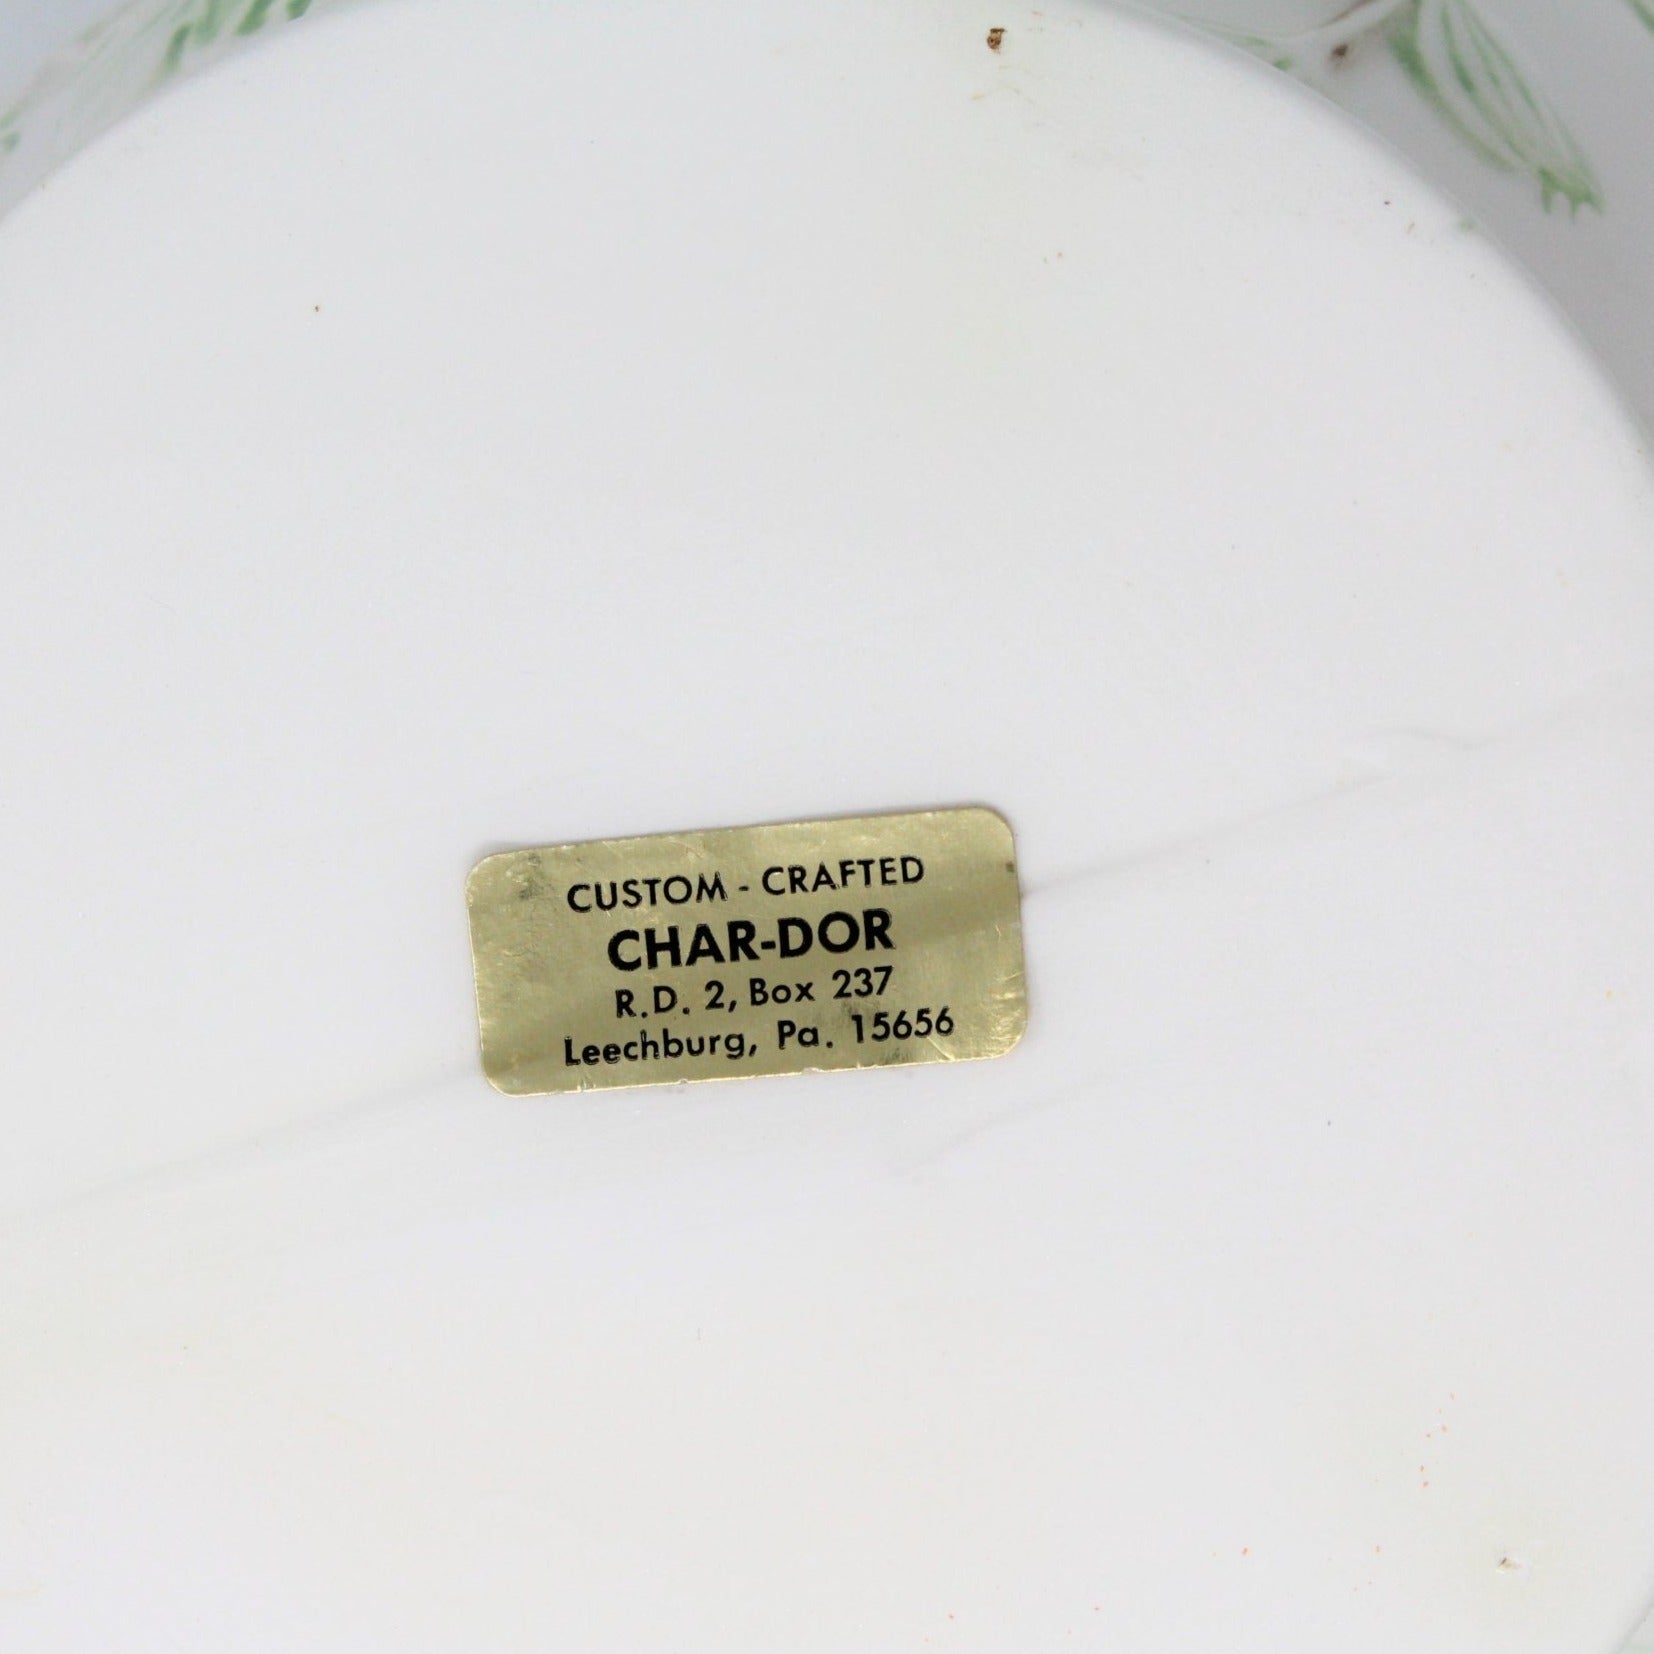 CUSTOM - CRAFTED
CHAR-DOR
R.D. 2, Box 237
Leechburg, Pa. 15656